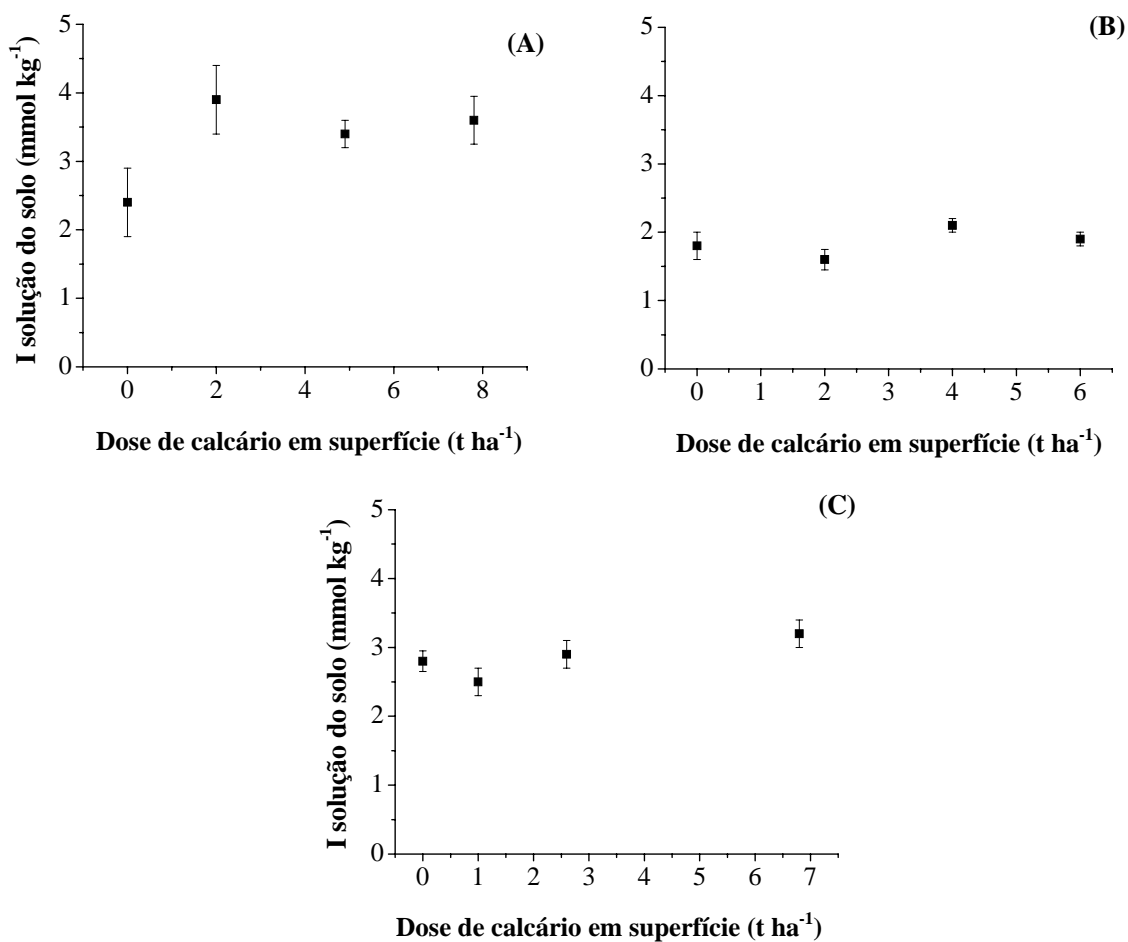 (A)
I solução do solo (mmol kg⁻¹)
5
4
3
2
1
0
0 2 4 6 8
Dose de calcário em superfície (t ha⁻¹)
(B)
5
4
3
2
1
0
0 1 2 3 4 5 6
Dose de calcário em superfície (t ha⁻¹)
(C)
I solução do solo (mmol kg⁻¹)
5
4
3
2
1
0
0 1 2 3 4 5 6 7
Dose de calcário em superfície (t ha⁻¹)